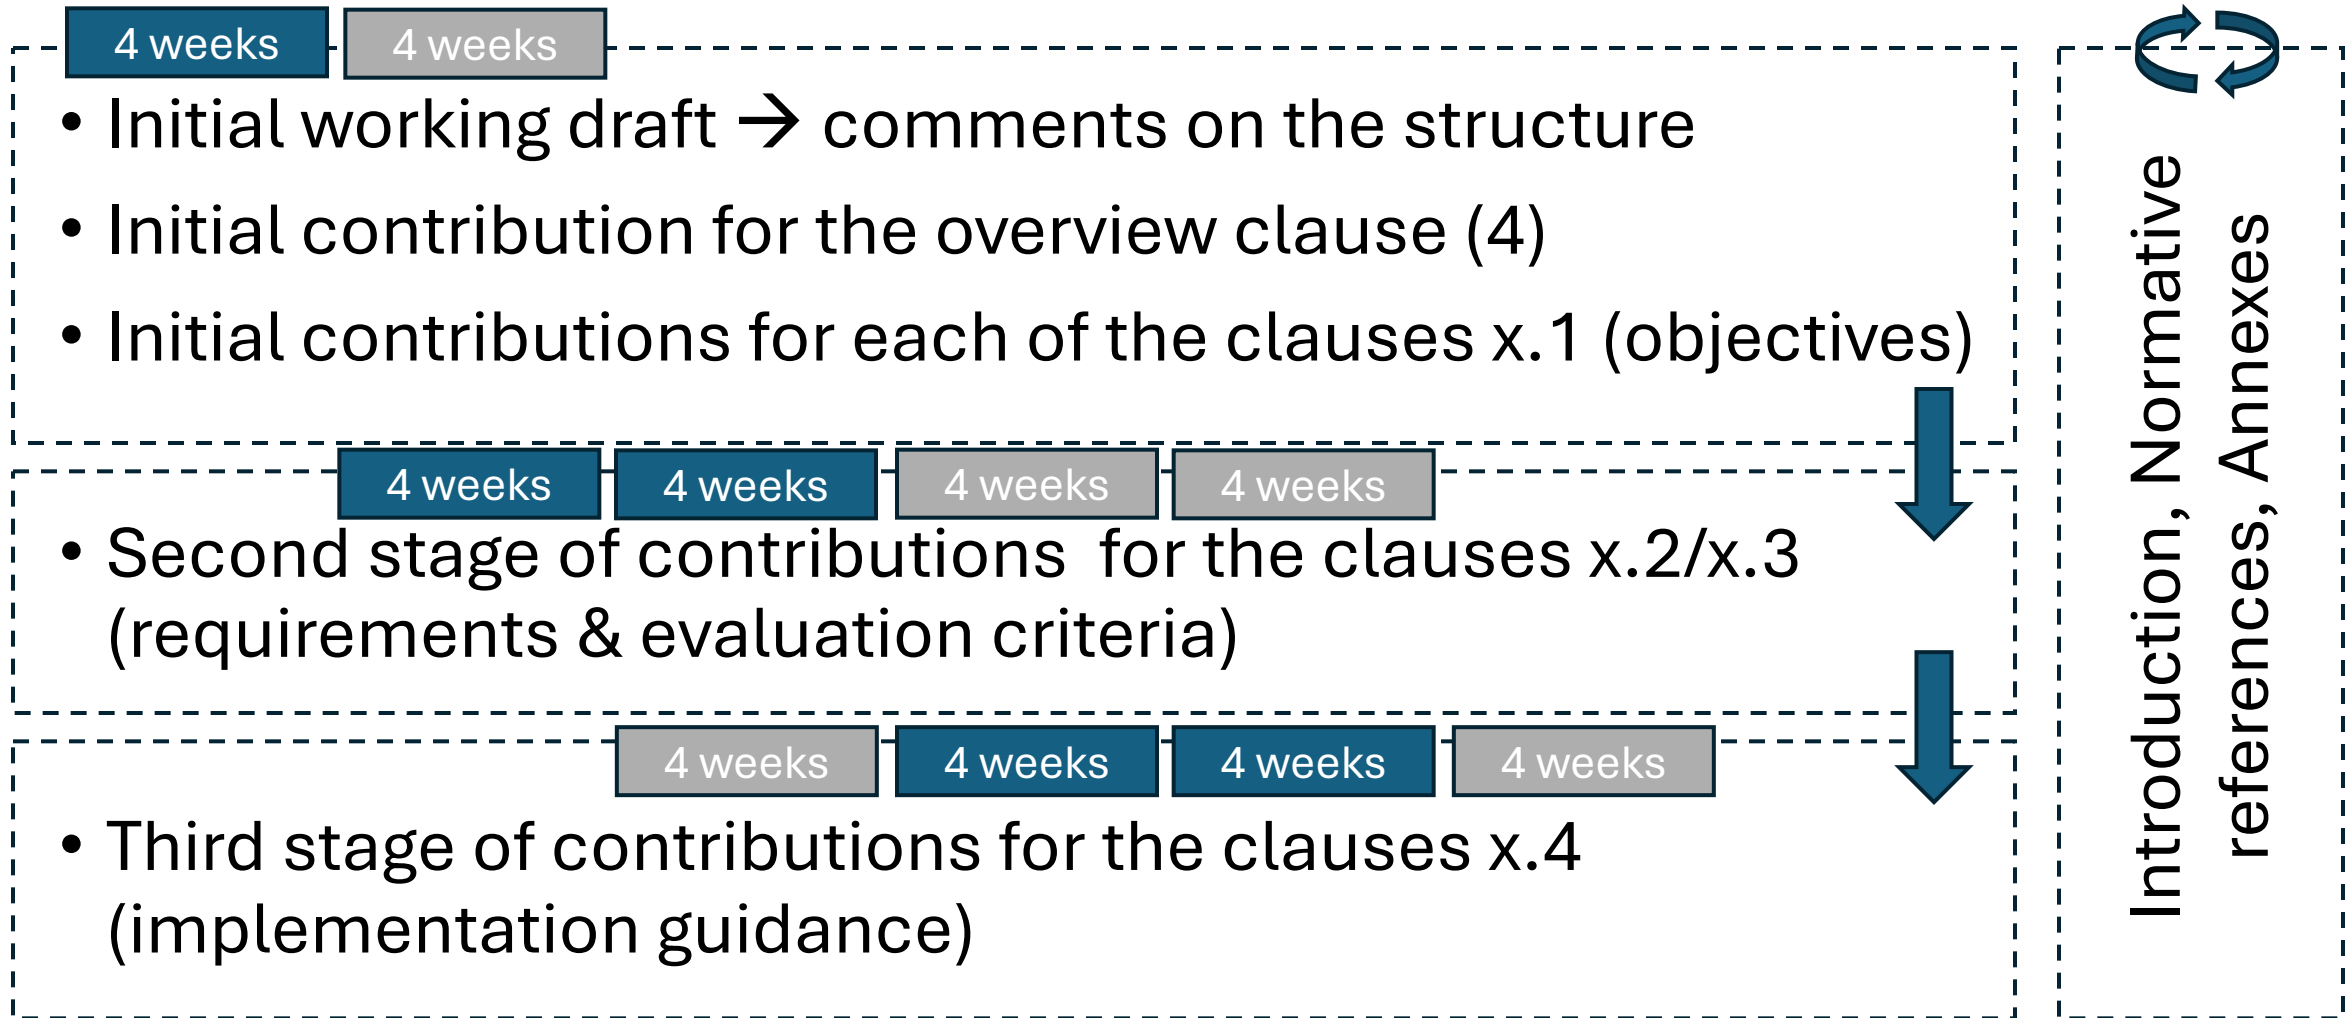 4 weeks 4 weeks
• Initial working draft → comments on the structure
• Initial contribution for the overview clause (4)
• Initial contributions for each of the clauses x.1 (objectives)
4 weeks 4 weeks 4 weeks 4 weeks
• Second stage of contributions  for the clauses x.2/x.3
(requirements & evaluation criteria)
4 weeks 4 weeks 4 weeks 4 weeks
• Third stage of contributions for the clauses x.4
(implementation guidance)
Introduction, Normative
references, Annexes